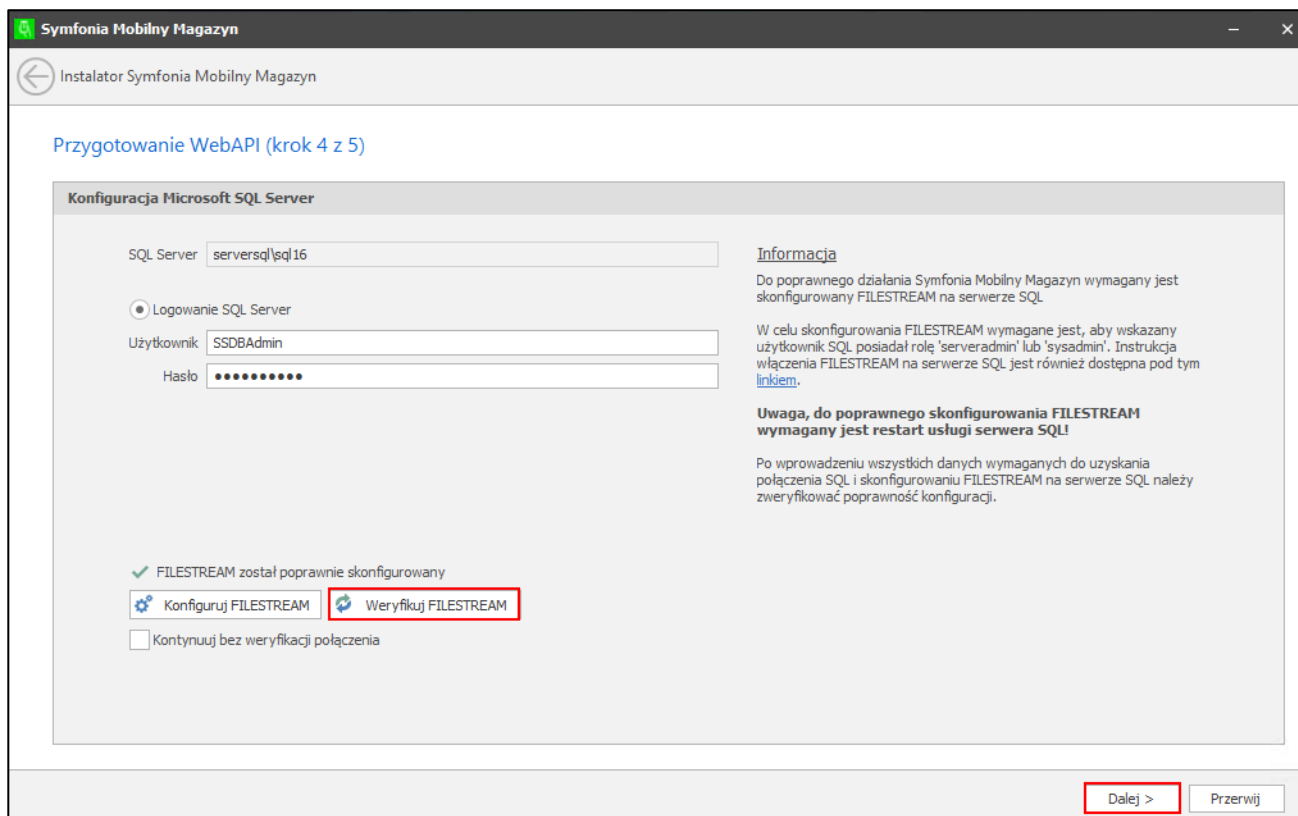 Symfonia Mobilny Magazyn
Instalator Symfonia Mobilny Magazyn
Przygotowanie WebAPI (krok 4 z 5)
Konfiguracja Microsoft SQL Server
SQL Server serversql\sql16
Logowanie SQL Server
Użytkownik SSDBAdmin
Hasło ●●●●●●●●●●
Informacja
Do poprawnego działania Symfonia Mobilny Magazyn wymagany jest
skonfigurowany FILESTREAM na serwerze SQL
W celu skonfigurowania FILESTREAM wymagane jest, aby wskazany
użytkownik SQL posiadał rolę 'serveradmin' lub 'sysadmin'. Instrukcja
włączenia FILESTREAM na serwerze SQL jest również dostępna pod tym
linkiem.
Uwaga, do poprawnego skonfigurowania FILESTREAM
wymagany jest restart usługi serwera SQL!
Po wprowadzeniu wszystkich danych wymaganych do uzyskania
połączenia SQL i skonfigurowaniu FILESTREAM na serwerze SQL należy
zweryfikować poprawność konfiguracji.
FILESTREAM został poprawnie skonfigurowany
Konfiguruj FILESTREAM Weryfikuj FILESTREAM
Kontynuuj bez weryfikacji połączenia
Dalej > Przerwij